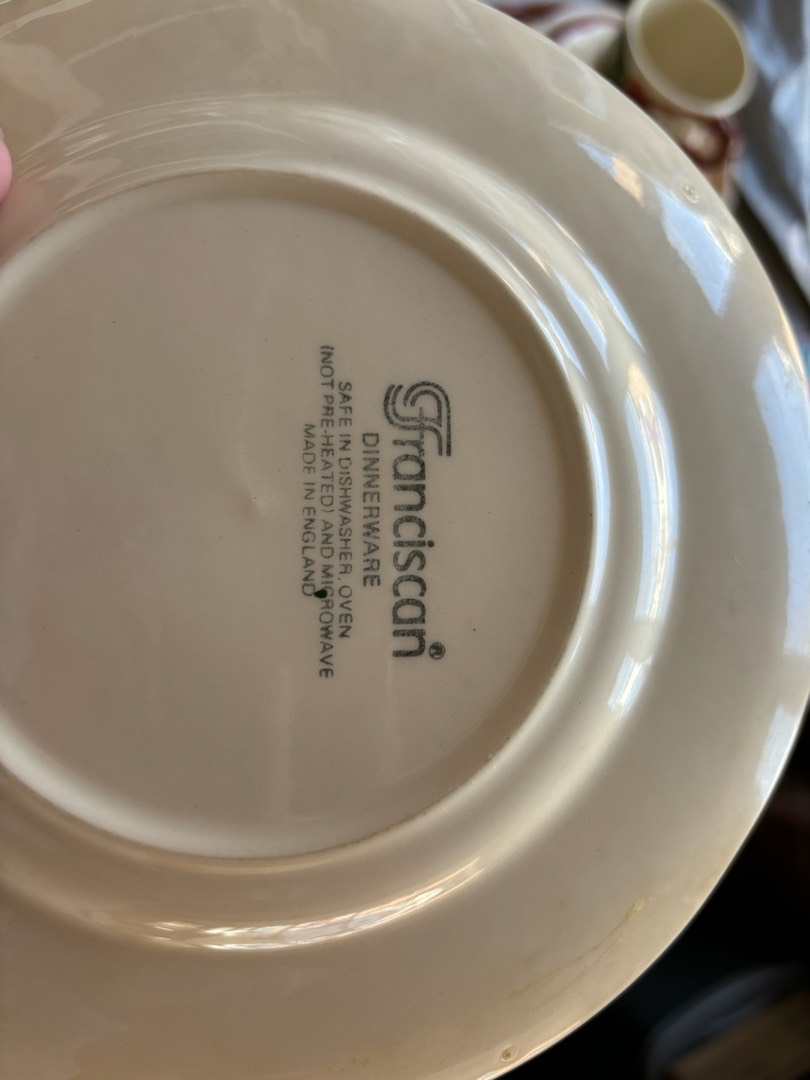 Franciscan®
DINNERWARE
SAFE IN DISHWASHER, OVEN
(NOT PRE-HEATED) AND MICROWAVE
MADE IN ENGLAND